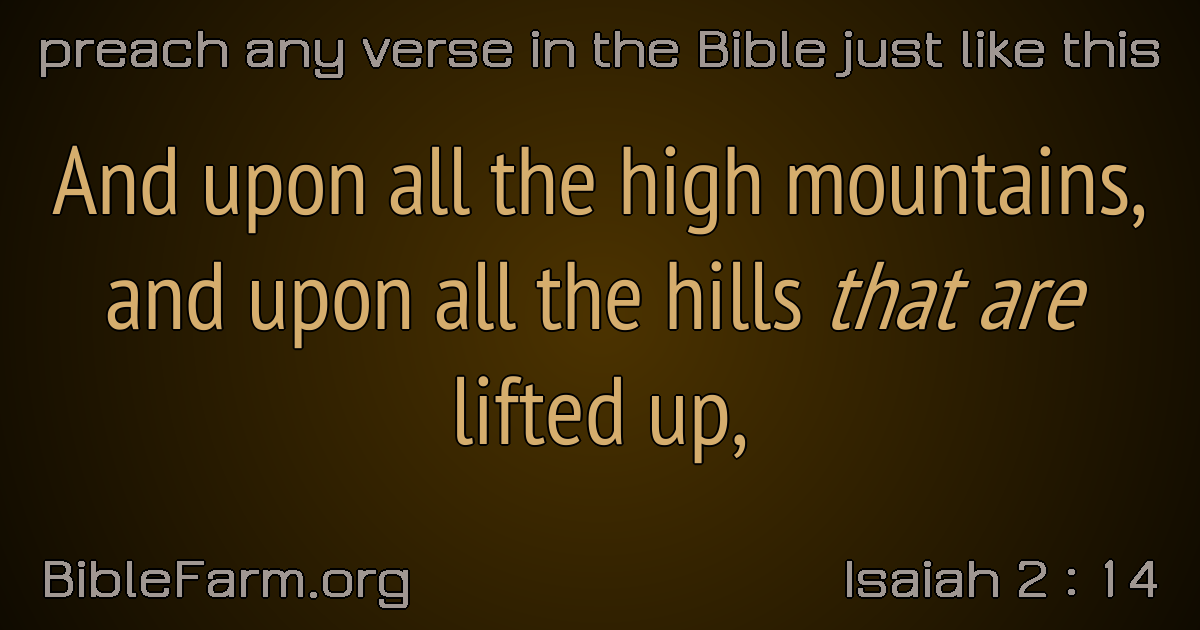 preach any verse in the Bible just like this
And upon all the high mountains,
and upon all the hills that are
lifted up,
BibleFarm.org
Isaiah 2 : 14